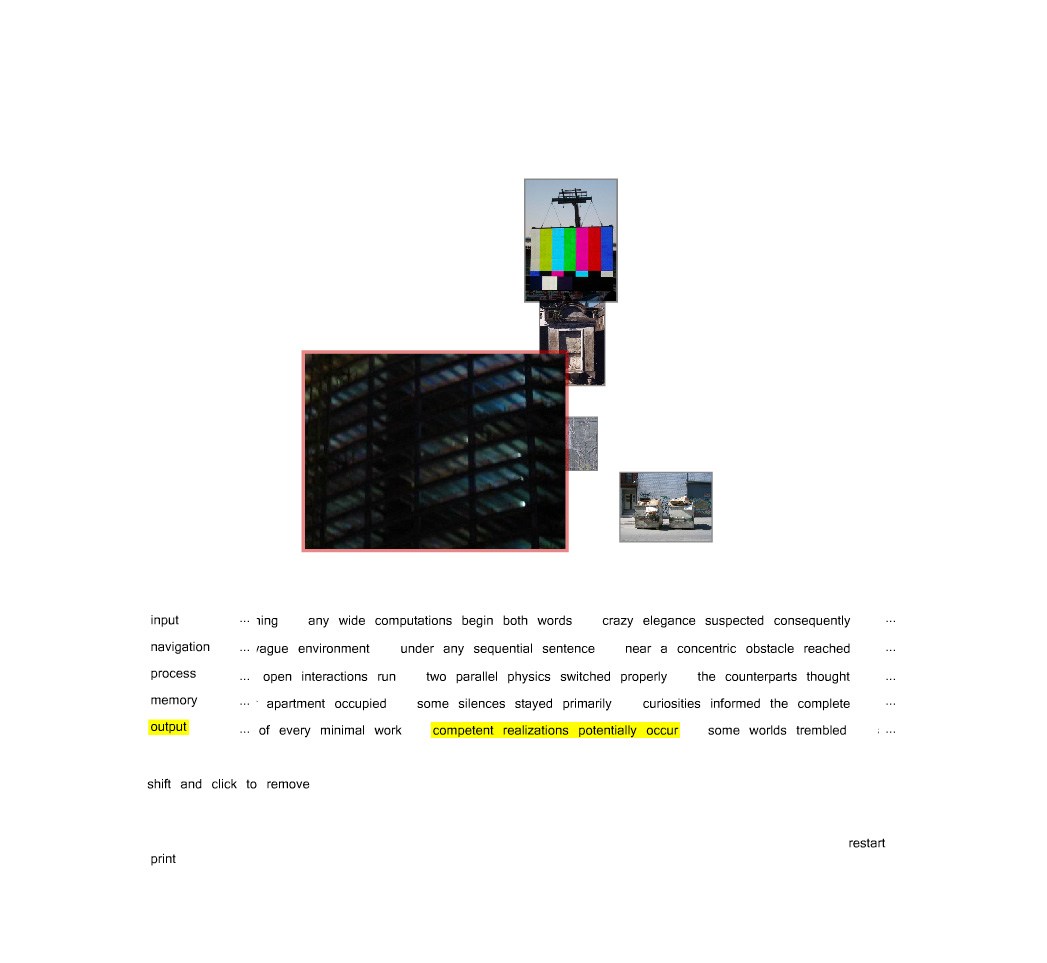 input ... any wide computations begin both words crazy elegance suspected consequently ...
navigation ... environment under any sequential sentence near a concentric obstacle reached ...
process ... open interactions run two parallel physics switched properly the counterparts thought ...
memory ... apartment occupied some silences stayed primarily curiosities informed the complete ...
output ... of every minimal work competent realizations potentially occur some worlds trembled ...
shift and click to remove
restart
print